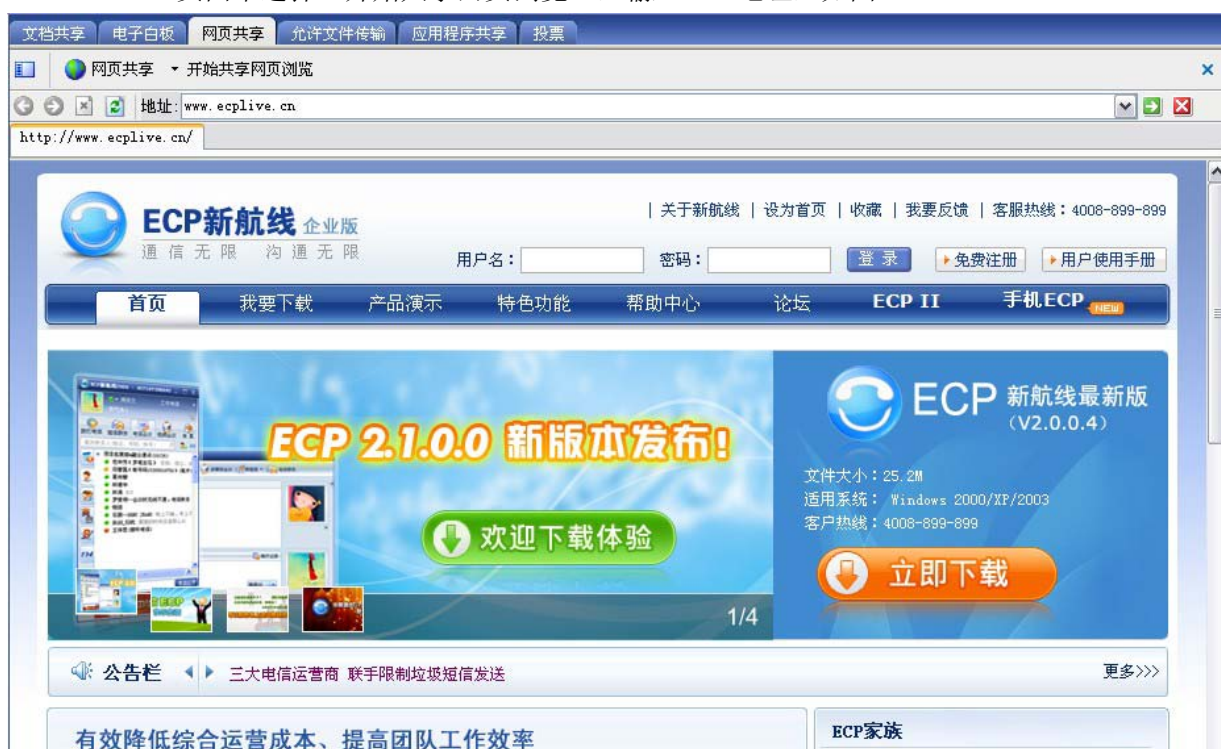 文档共享 电子白板 网页共享 允许文件传输 应用程序共享 投票
网页共享 开始共享网页浏览
地址: www.ecplive.cn
http://www.ecplive.cn/
ECP新航线 企业版
通信无限 沟通无限
| 关于新航线 | 设为首页 | 收藏 | 我要反馈 | 客服热线：4008-899-899
用户名： 密码： 登录 免费注册 用户使用手册
首页 我要下载 产品演示 特色功能 帮助中心 论坛 ECP II 手机ECP NEW
ECP 2.1.0.0 新版本发布!
欢迎下载体验
1/4
ECP 新航线最新版
（V2.0.0.4）
文件大小：25.2M
适用系统： Windows 2000/XP/2003
客户热线：4008-899-899
立即下载
公告栏 三大电信运营商 联手限制垃圾短信发送 更多>>>
有效降低综合运营成本、提高团队工作效率
ECP家族